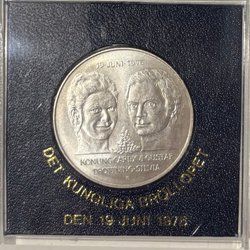 19 JUNI 1976
KONUNG CARL XVI GUSTAF
DROTTNING SILVIA
DET KUNGLIGA BRÖLLOPET
DEN 19 JUNI 1976